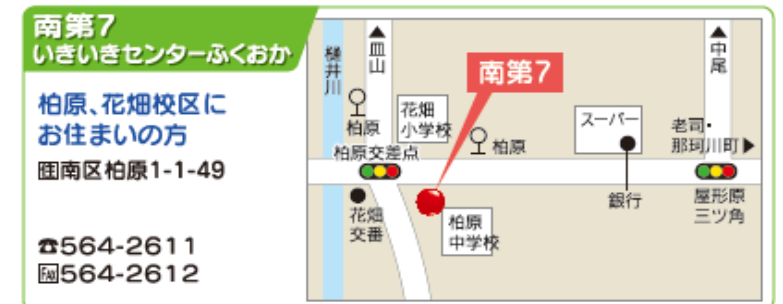 南第7
いきいきセンターふくおか
柏原、花畑校区に
お住まいの方
住南区柏原1-1-49
☎564-2611
FAX564-2612
樋井川
▲皿山
▲中尾
南第7
柏原
花畑
小学校
柏原
スーパー
老司・
那珂川町▶
柏原交差点
花畑
交番
柏原
中学校
銀行
屋形原
三ツ角